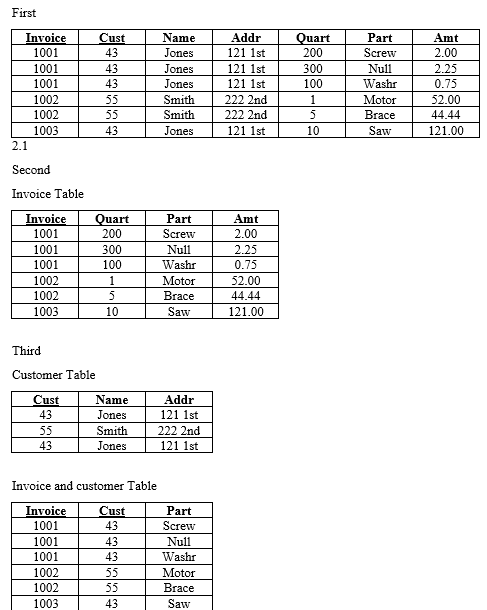 First
Invoice Cust Name Addr Quart Part Amt
1001 43 Jones 121 1st 200 Screw 2.00
1001 43 Jones 121 1st 300 Null 2.25
1001 43 Jones 121 1st 100 Washr 0.75
1002 55 Smith 222 2nd 1 Motor 52.00
1002 55 Smith 222 2nd 5 Brace 44.44
1003 43 Jones 121 1st 10 Saw 121.00
2.1
Second
Invoice Table
Invoice Quart Part Amt
1001 200 Screw 2.00
1001 300 Null 2.25
1001 100 Washr 0.75
1002 1 Motor 52.00
1002 5 Brace 44.44
1003 10 Saw 121.00
Third
Customer Table
Cust Name Addr
43 Jones 121 1st
55 Smith 222 2nd
43 Jones 121 1st
Invoice and customer Table
Invoice Cust Part
1001 43 Screw
1001 43 Null
1001 43 Washr
1002 55 Motor
1002 55 Brace
1003 43 Saw